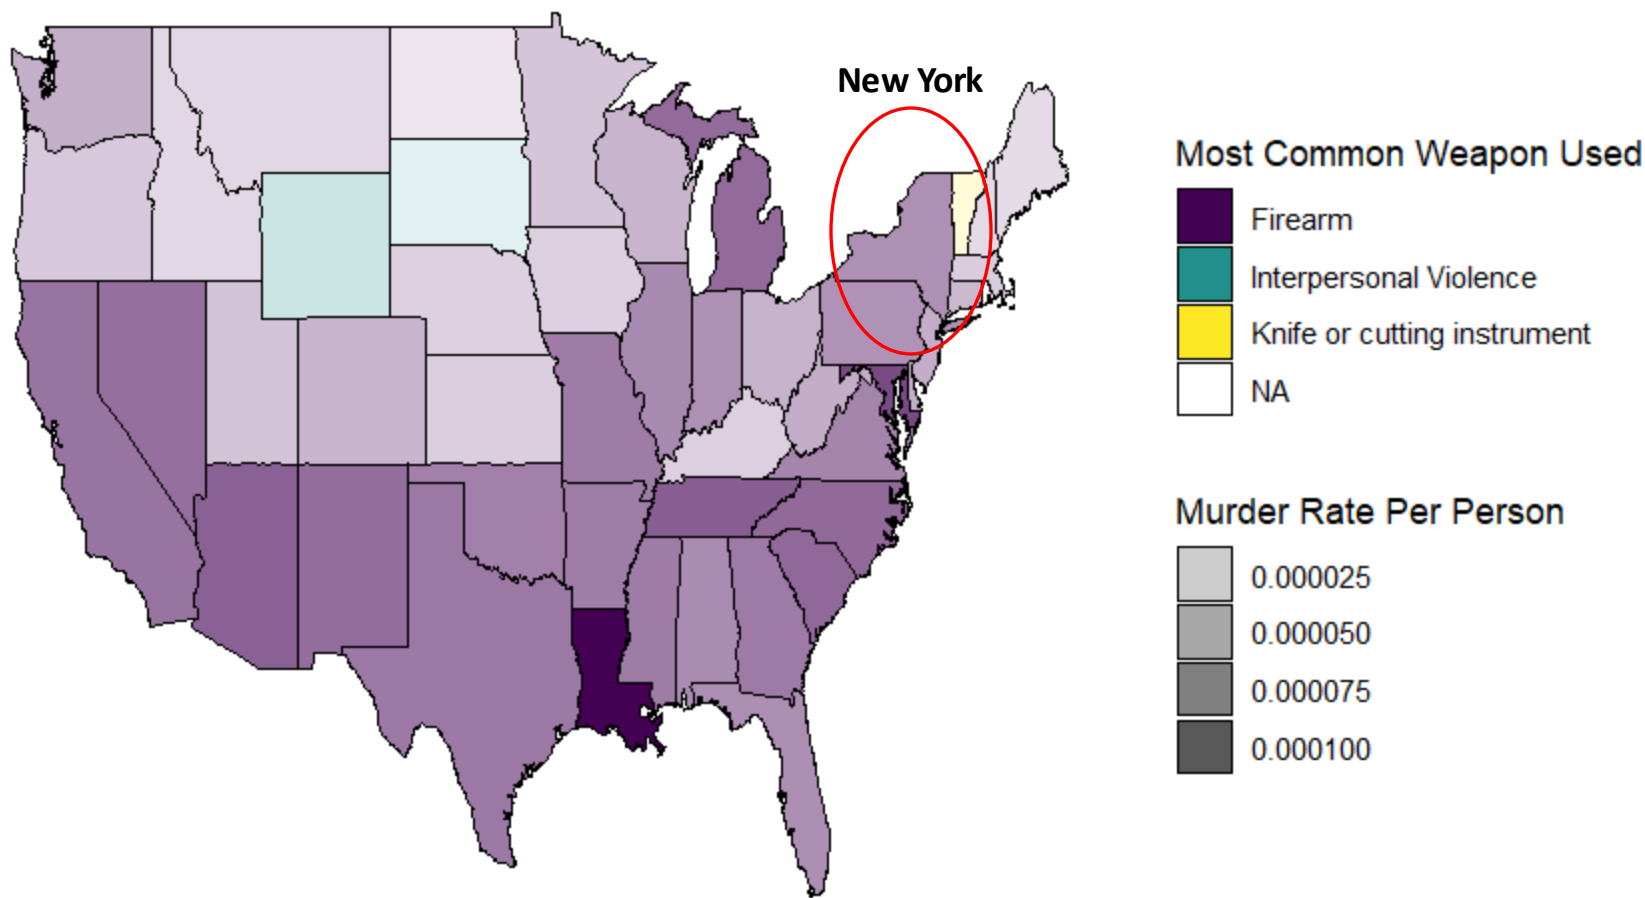 New York
Most Common Weapon Used
Firearm
Interpersonal Violence
Knife or cutting instrument
NA
Murder Rate Per Person
0.000025
0.000050
0.000075
0.000100